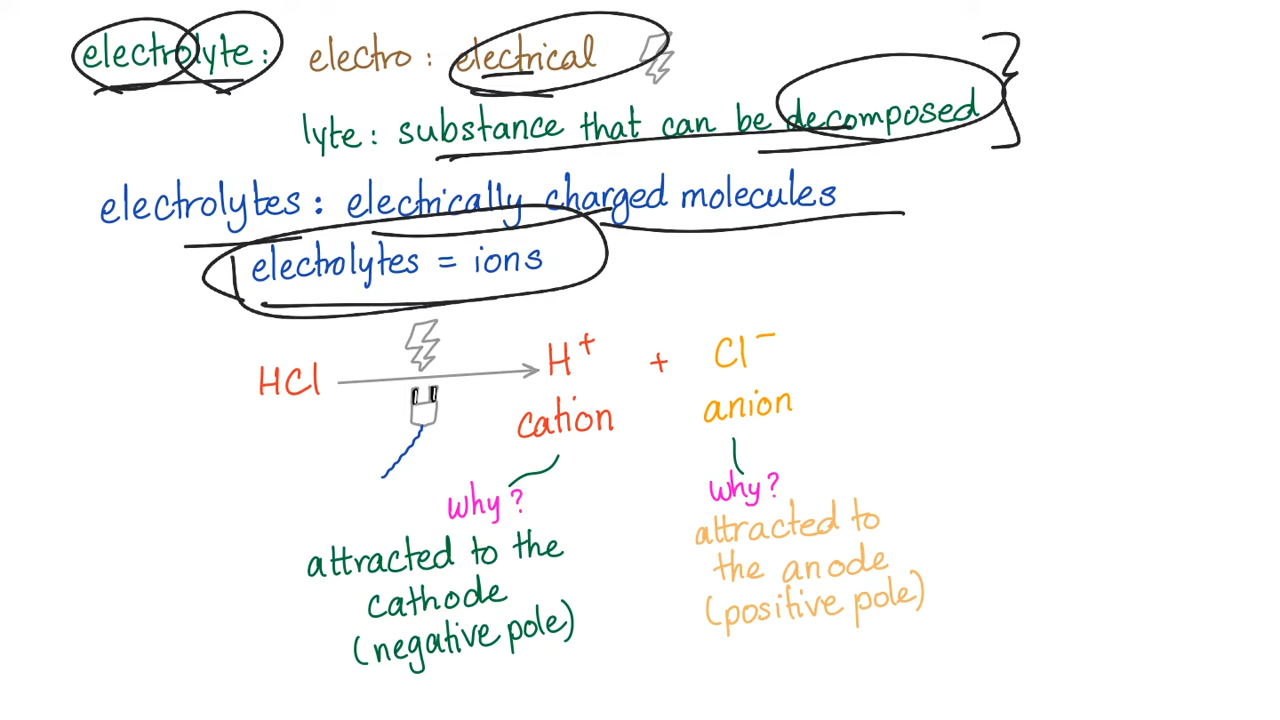 electrolyte: electro: electrical
lyte: substance that can be decomposed
electrolytes: electrically charged molecules
electrolytes = ions
HCl H+ + Cl−
cation anion
why? why?
attracted to the
cathode
(negative pole)
attracted to
the anode
(positive pole)